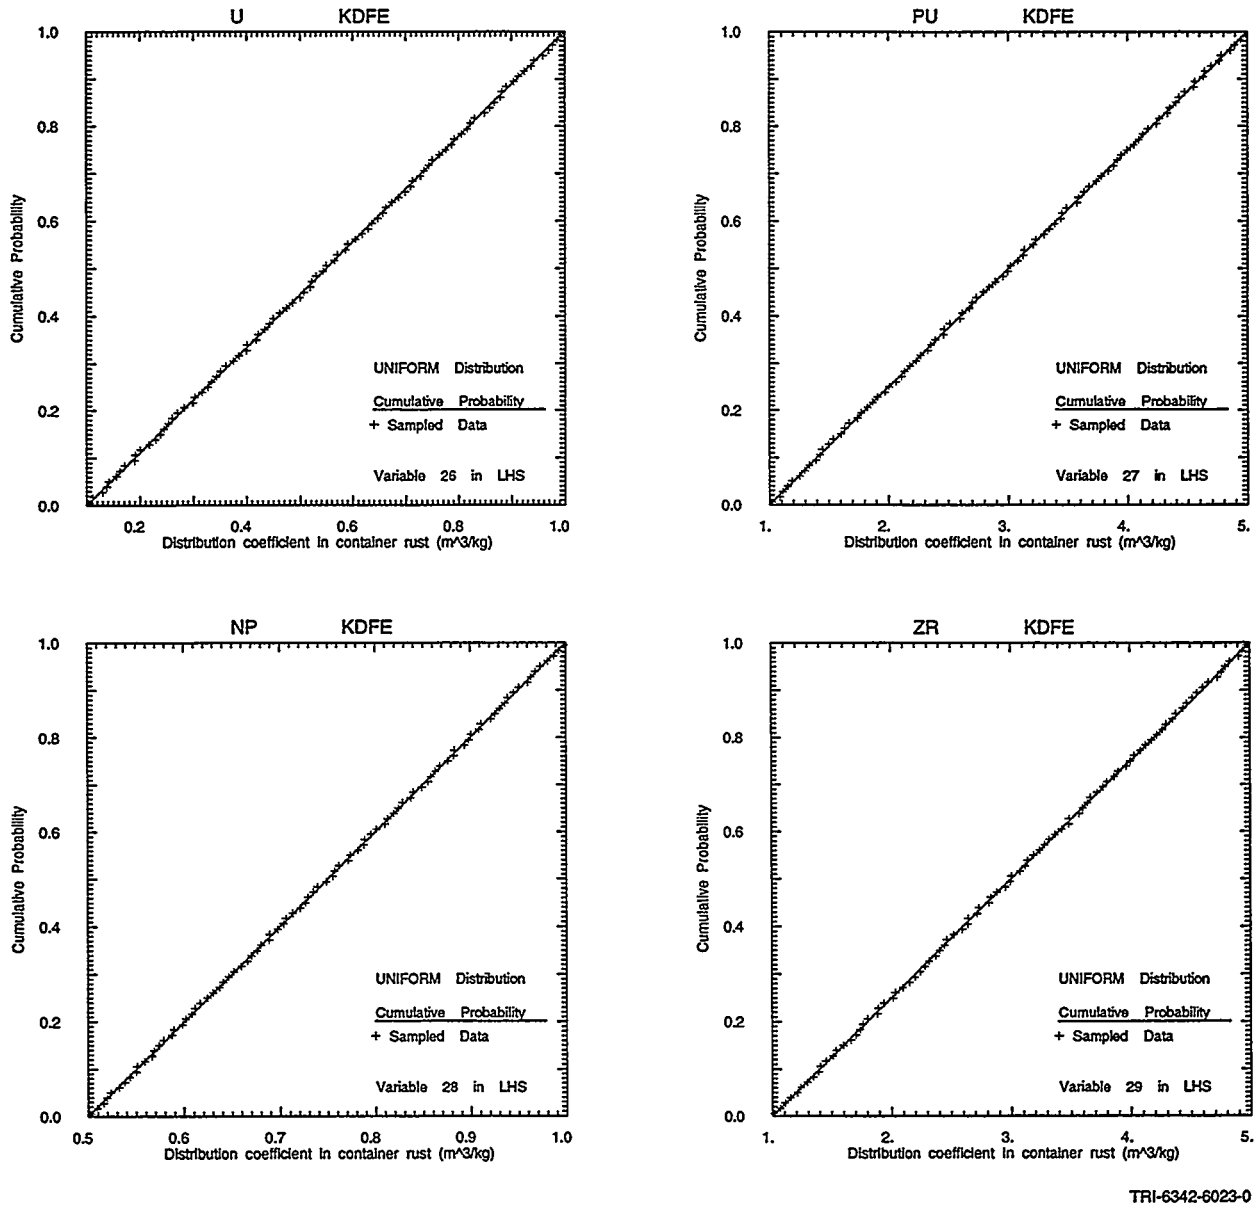 U KDFE
1.0
0.8
0.6
0.4
0.2
0.0
Cumulative Probability
UNIFORM Distribution
Cumulative Probability
+ Sampled Data
Variable 26 in LHS
0.2 0.4 0.6 0.8 1.0
Distribution coefficient in container rust (m^3/kg)
PU KDFE
1.0
0.8
0.6
0.4
0.2
0.0
Cumulative Probability
UNIFORM Distribution
Cumulative Probability
+ Sampled Data
Variable 27 in LHS
1. 2. 3. 4. 5.
Distribution coefficient in container rust (m^3/kg)
NP KDFE
1.0
0.8
0.6
0.4
0.2
0.0
Cumulative Probability
UNIFORM Distribution
Cumulative Probability
+ Sampled Data
Variable 28 in LHS
0.5 0.6 0.7 0.8 0.9 1.0
Distribution coefficient in container rust (m^3/kg)
ZR KDFE
1.0
0.8
0.6
0.4
0.2
0.0
Cumulative Probability
UNIFORM Distribution
Cumulative Probability
+ Sampled Data
Variable 29 in LHS
1. 2. 3. 4. 5.
Distribution coefficient in container rust (m^3/kg)
TRI-6342-6023-0